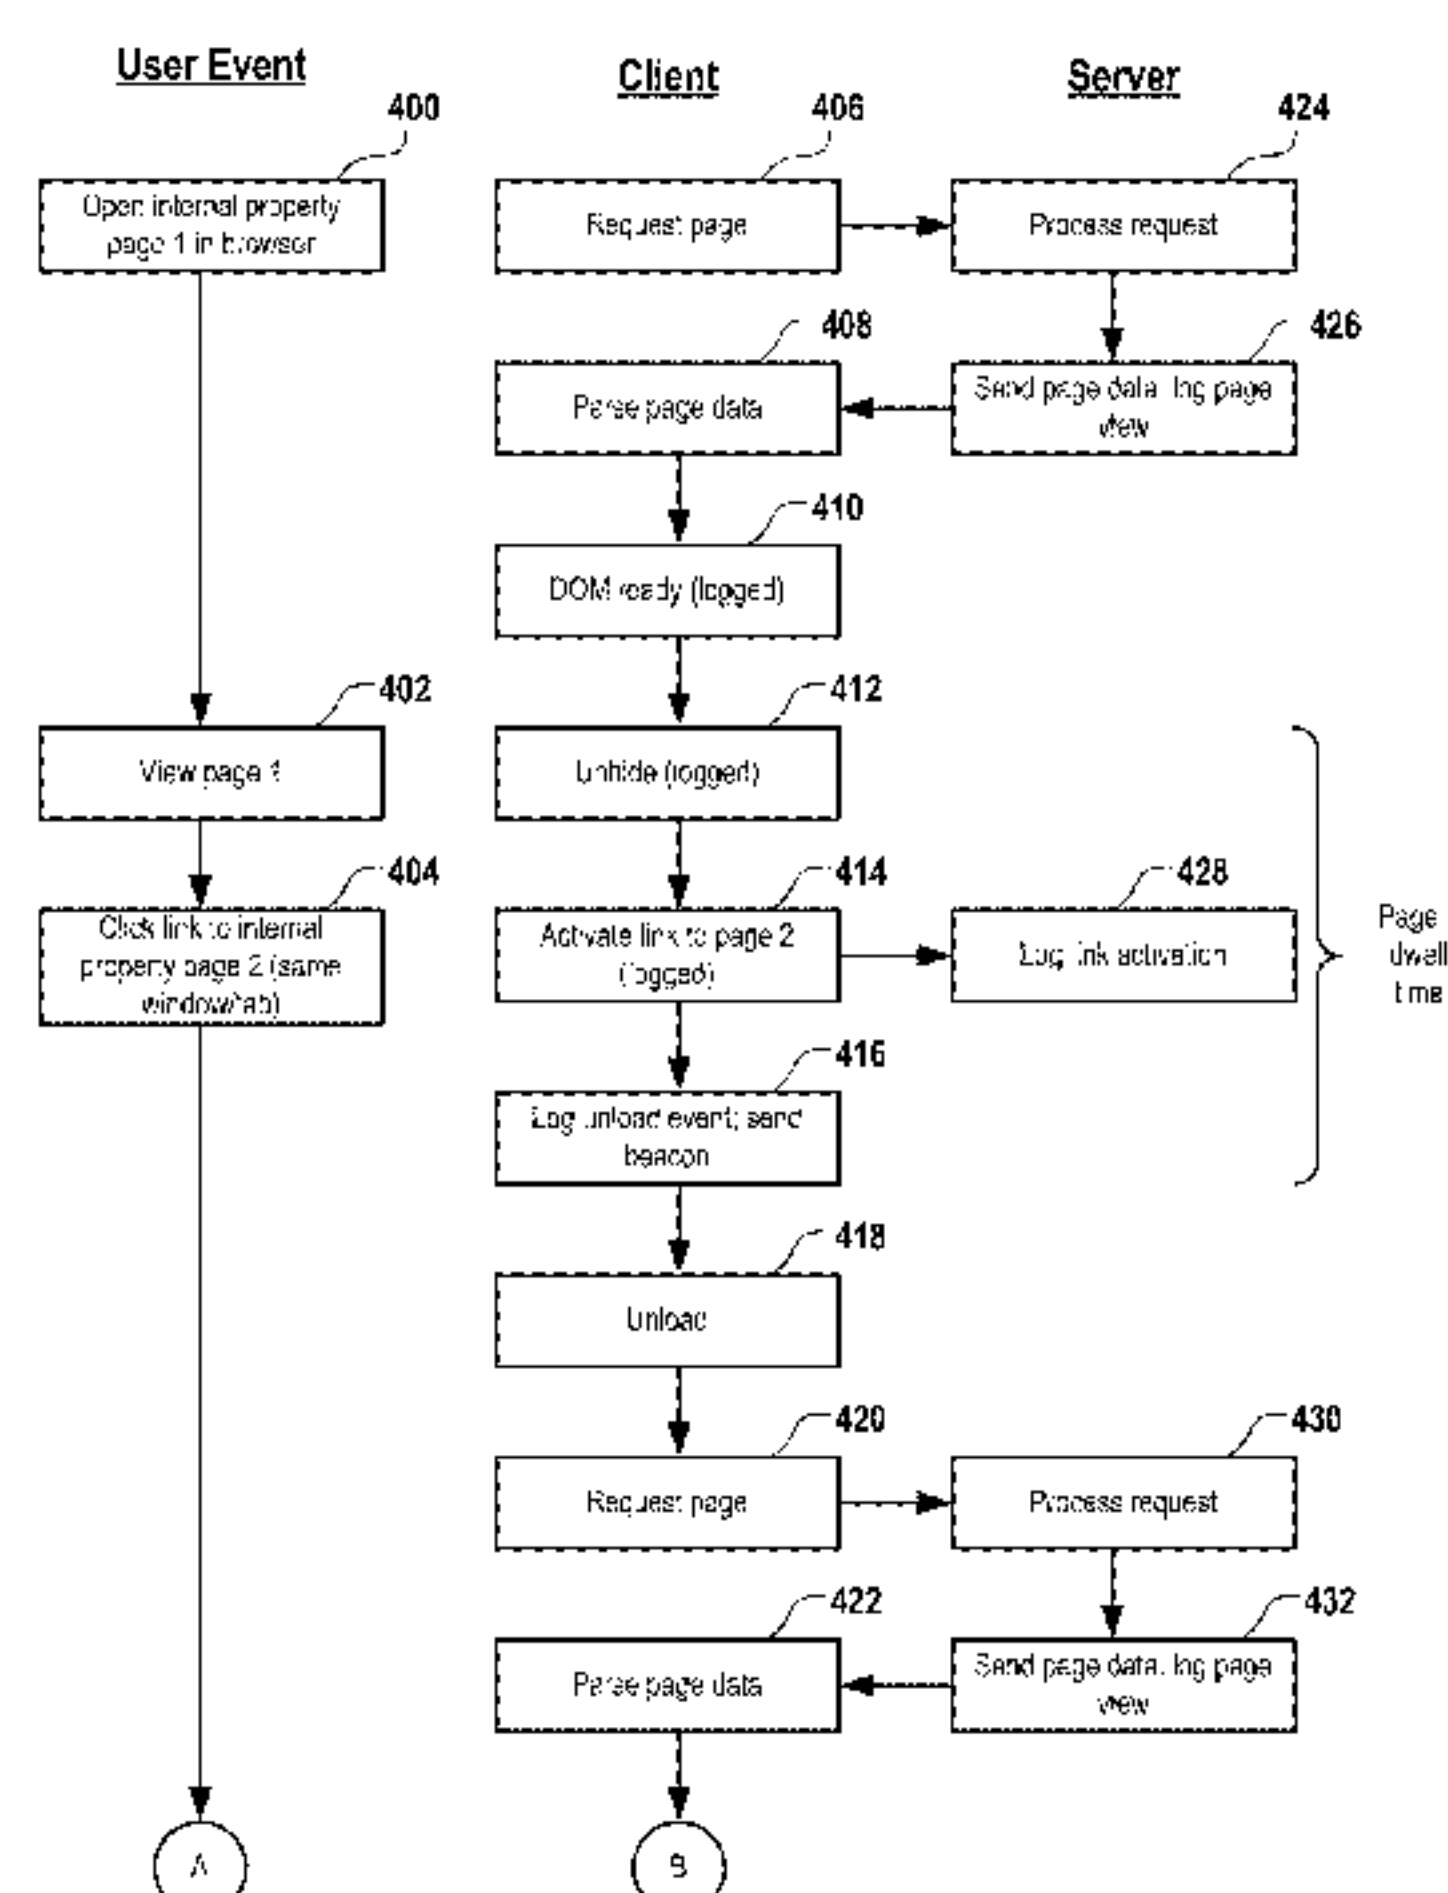 User Event
Client
Server
400
406
424
Open internal property
page 1 in browser
Request page
Process request
408
426
Parse page data
Send page data, log page
view
410
DOM ready (logged)
402
412
View page 1
Unhide (logged)
404
414
428
Click link to internal
property page 2 (same
window/tab)
Activate link to page 2
(logged)
Log link activation
Page
dwell
time
416
Log unload event; send
beacon
418
Unload
420
430
Request page
Process request
422
432
Parse page data
Send page data, log page
view
A
B